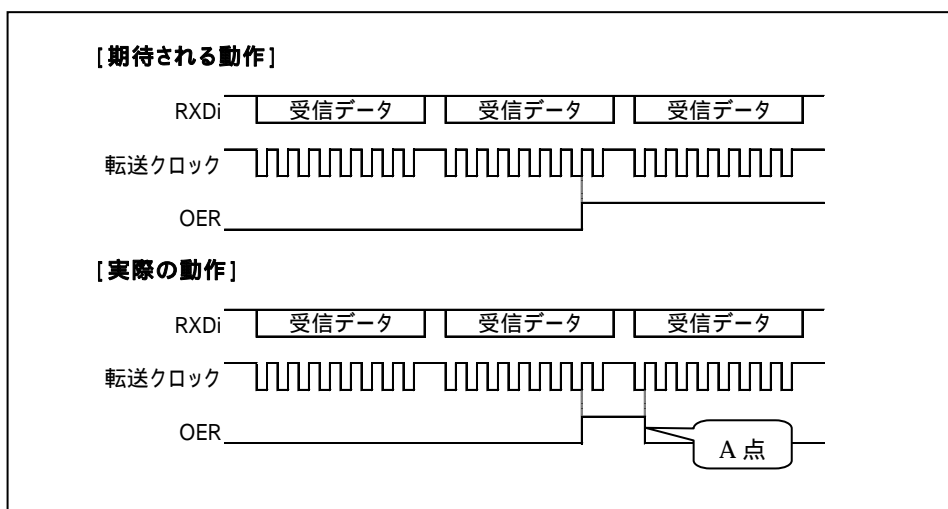 [期待される動作]
RXDi 受信データ 受信データ 受信データ
転送クロック
OER
[実際の動作]
RXDi 受信データ 受信データ 受信データ
転送クロック
OER
A 点